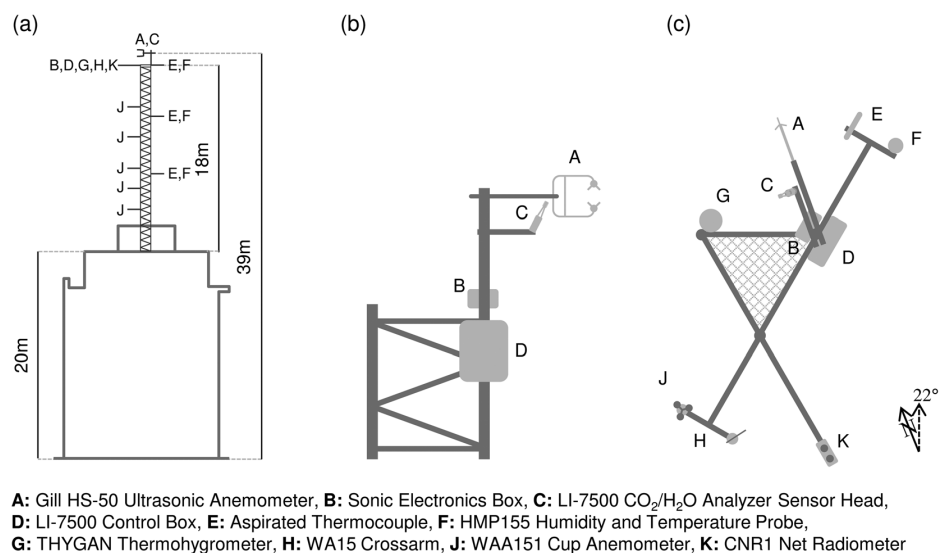 (a)
(b)
(c)
A,C
B,D,G,H,K
E,F
J
E,F
J
18m
J
E,F
J
J
39m
20m
A
C
B
D
A
E
F
C
G
B
D
J
H
K
22°
N
A: Gill HS-50 Ultrasonic Anemometer, B: Sonic Electronics Box, C: LI-7500 CO₂/H₂O Analyzer Sensor Head,
D: LI-7500 Control Box, E: Aspirated Thermocouple, F: HMP155 Humidity and Temperature Probe,
G: THYGAN Thermohygrometer, H: WA15 Crossarm, J: WAA151 Cup Anemometer, K: CNR1 Net Radiometer